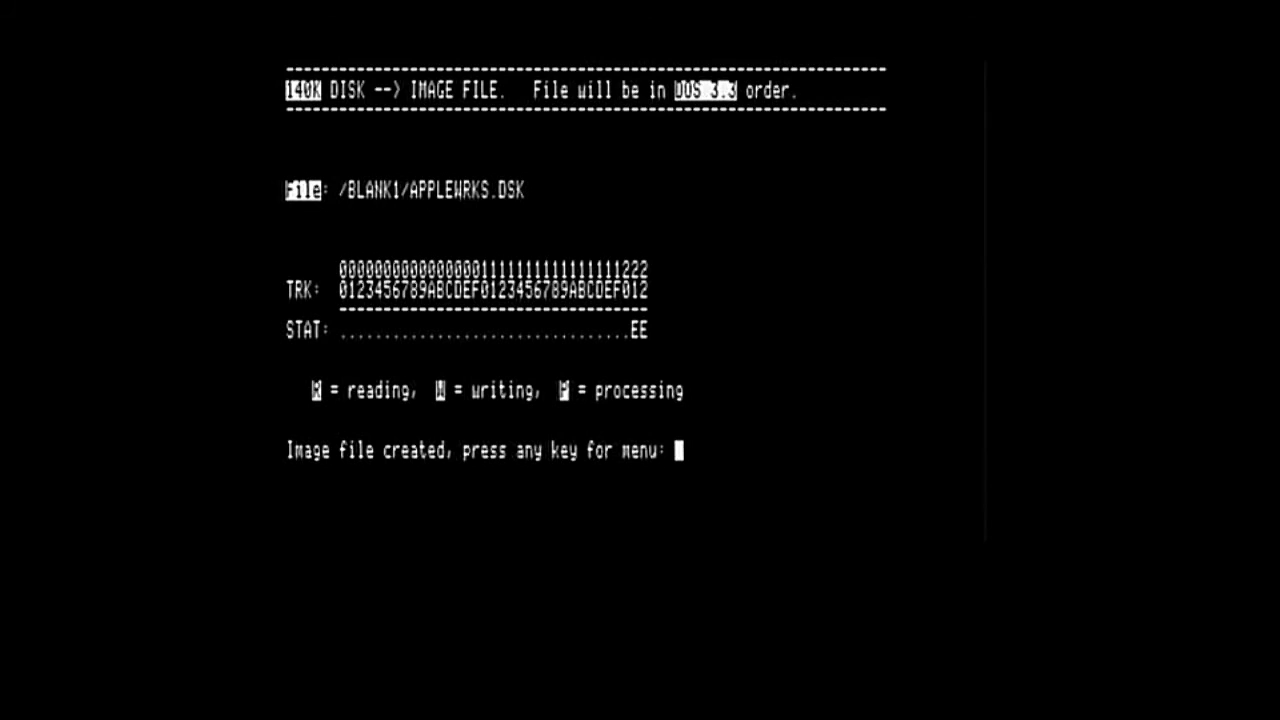 --------------------------------------------------------------------
140K DISK --> IMAGE FILE.   File will be in DOS 3.3 order.
--------------------------------------------------------------------
File: /BLANK1/APPLEWRKS.DSK
00000000000000001111111111111111222
TRK: 0123456789ABCDEF0123456789ABCDEF012
-----------------------------------
STAT: .................................EE
R = reading,  W = writing,  P = processing
Image file created, press any key for menu: